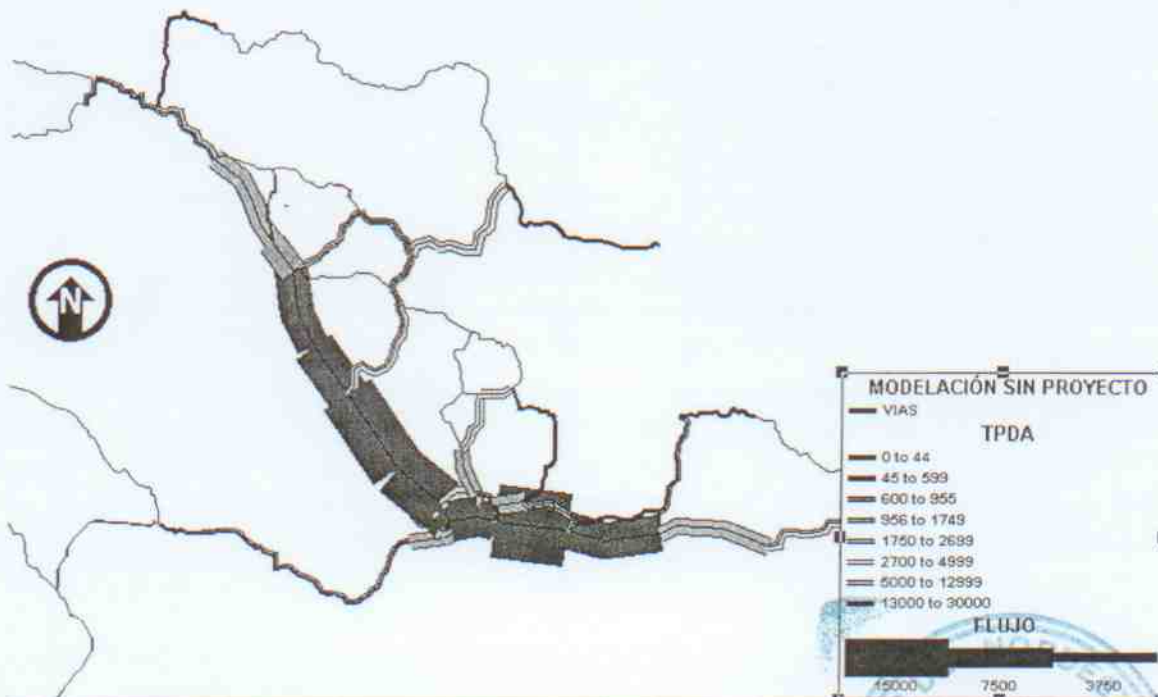 N
MODELACIÓN SIN PROYECTO
VIAS
TPDA
0 to 44
45 to 599
600 to 955
956 to 1749
1750 to 2699
2700 to 4999
5000 to 12999
13000 to 30000
FLUJO
15000 7500 3750